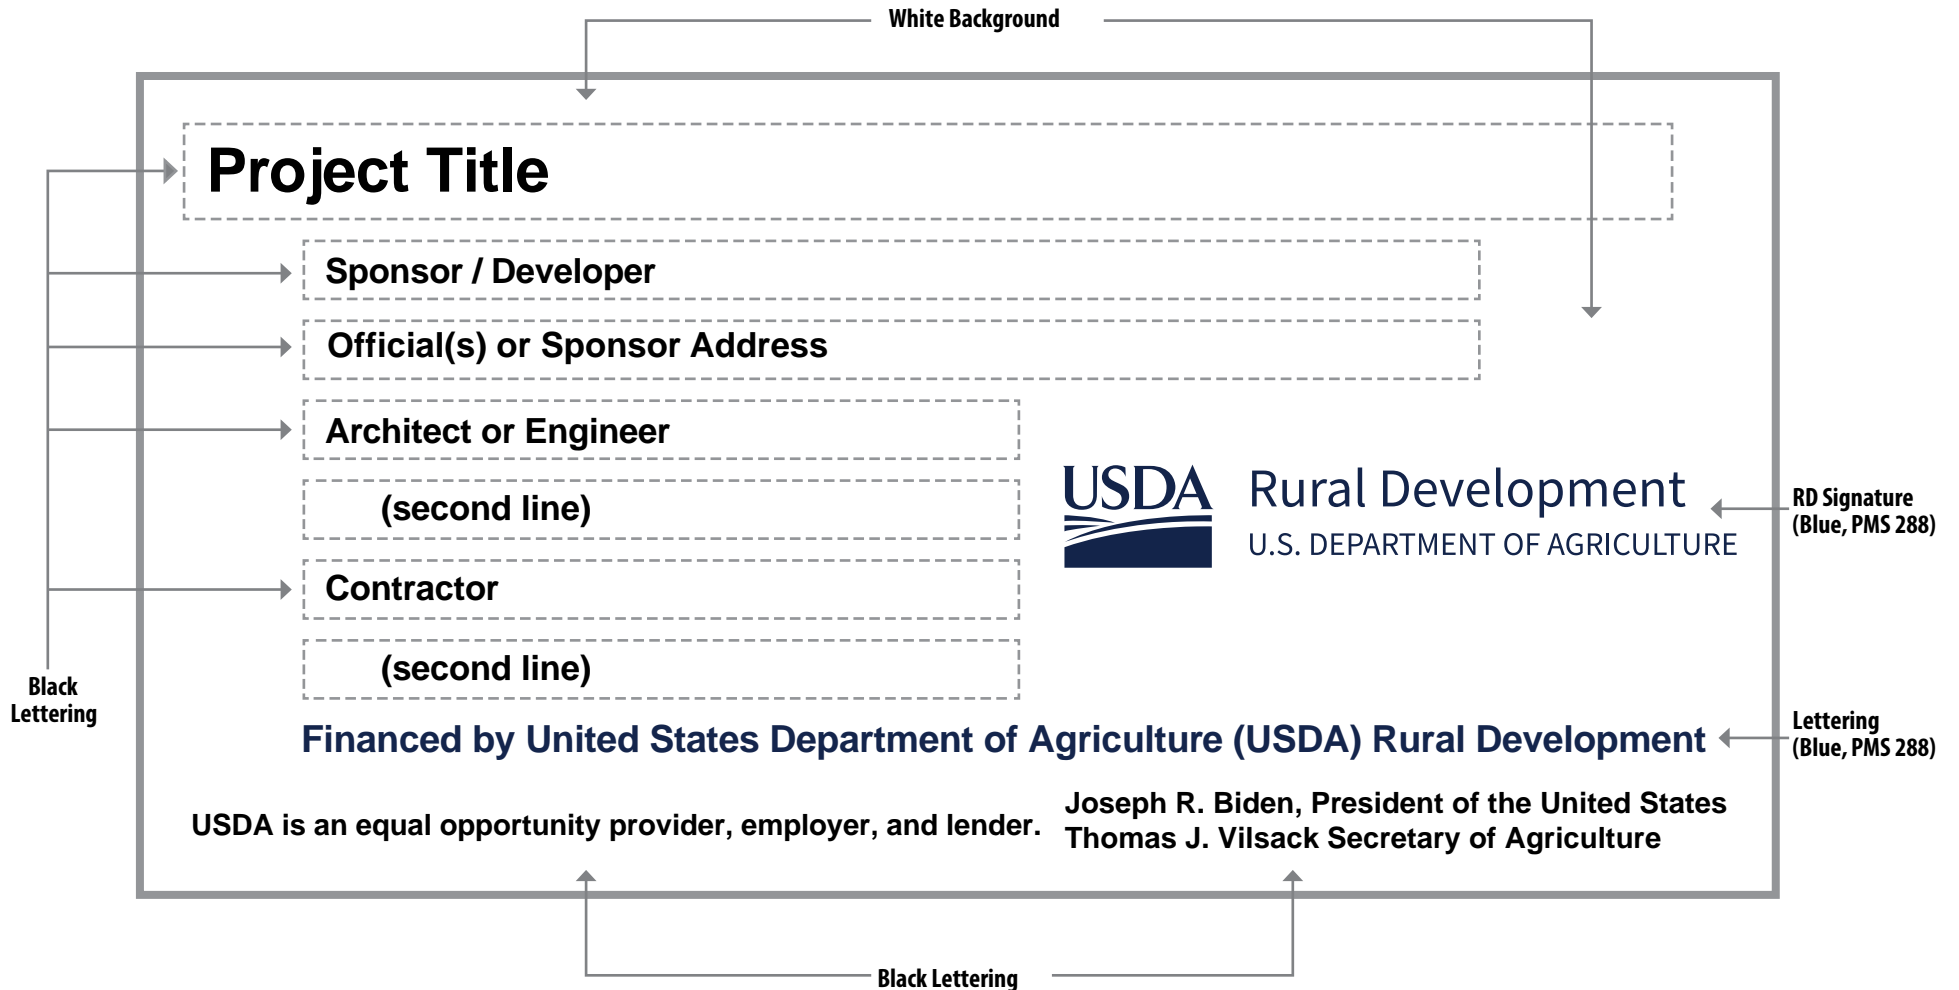 White Background
Project Title
Sponsor / Developer
Official(s) or Sponsor Address
Architect or Engineer
(second line)
Contractor
(second line)
USDA
Rural Development
U.S. DEPARTMENT OF AGRICULTURE
RD Signature
(Blue, PMS 288)
Black
Lettering
Financed by United States Department of Agriculture (USDA) Rural Development
Lettering
(Blue, PMS 288)
USDA is an equal opportunity provider, employer, and lender.
Joseph R. Biden, President of the United States
Thomas J. Vilsack Secretary of Agriculture
Black Lettering